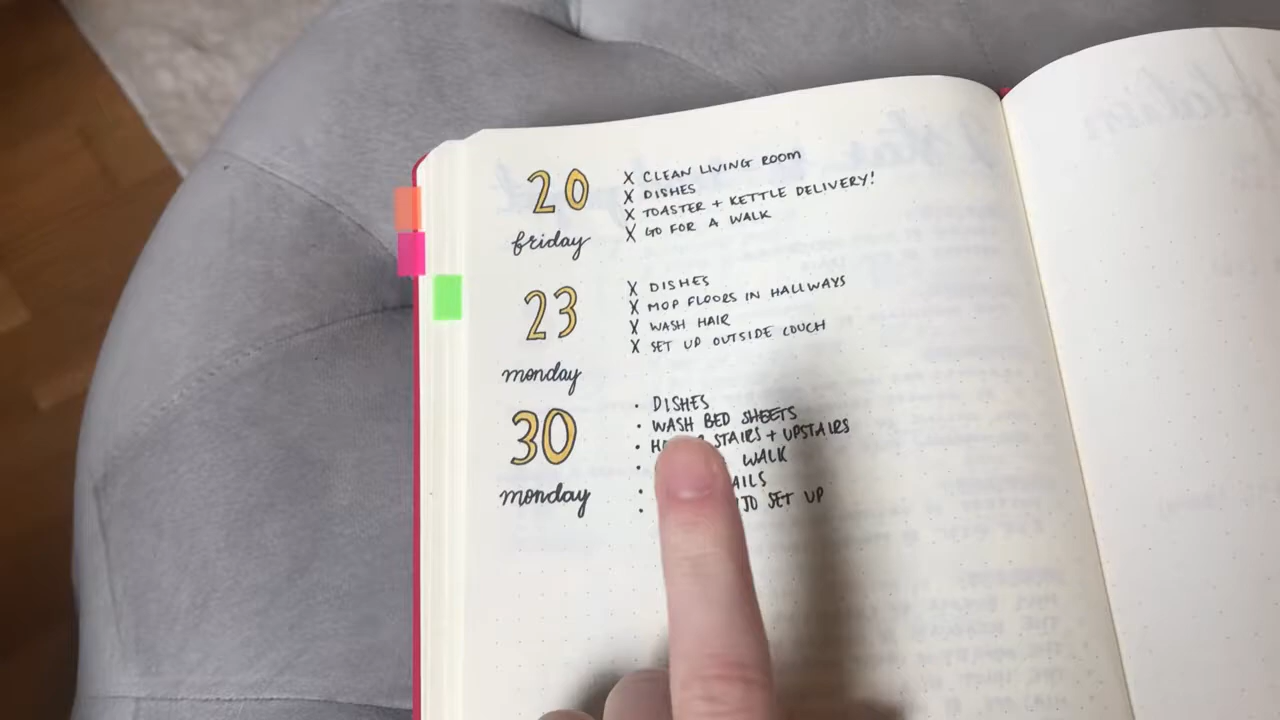 20
friday
X CLEAN LIVING ROOM
X DISHES
X TOASTER + KETTLE DELIVERY!
X GO FOR A WALK
23
monday
X DISHES
X MOP FLOORS IN HALLWAYS
X WASH HAIR
X SET UP OUTSIDE COUCH
30
monday
• DISHES
• WASH BED SHEETS
• STAIRS + UPSTAIRS
• WALK
•
• SET UP